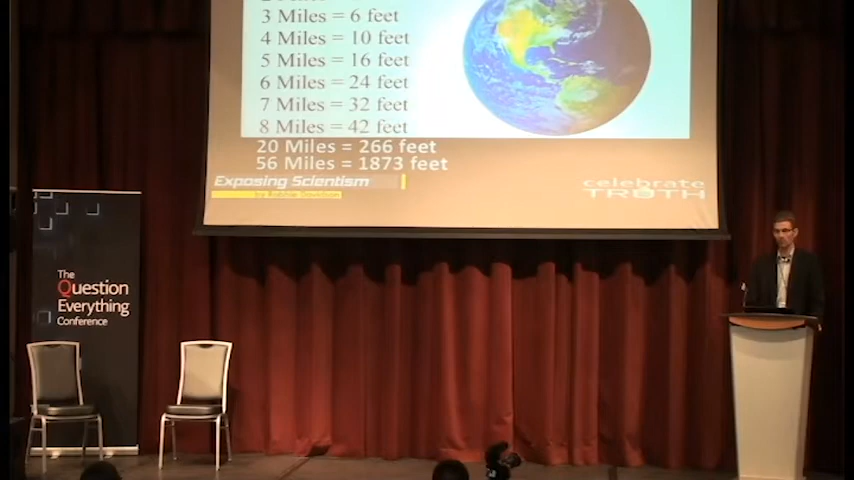 3 Miles = 6 feet
4 Miles = 10 feet
5 Miles = 16 feet
6 Miles = 24 feet
7 Miles = 32 feet
8 Miles = 42 feet
20 Miles = 266 feet
56 Miles = 1873 feet
Exposing Scientism
celebrate
TRUTH
The
Question
Everything
Conference